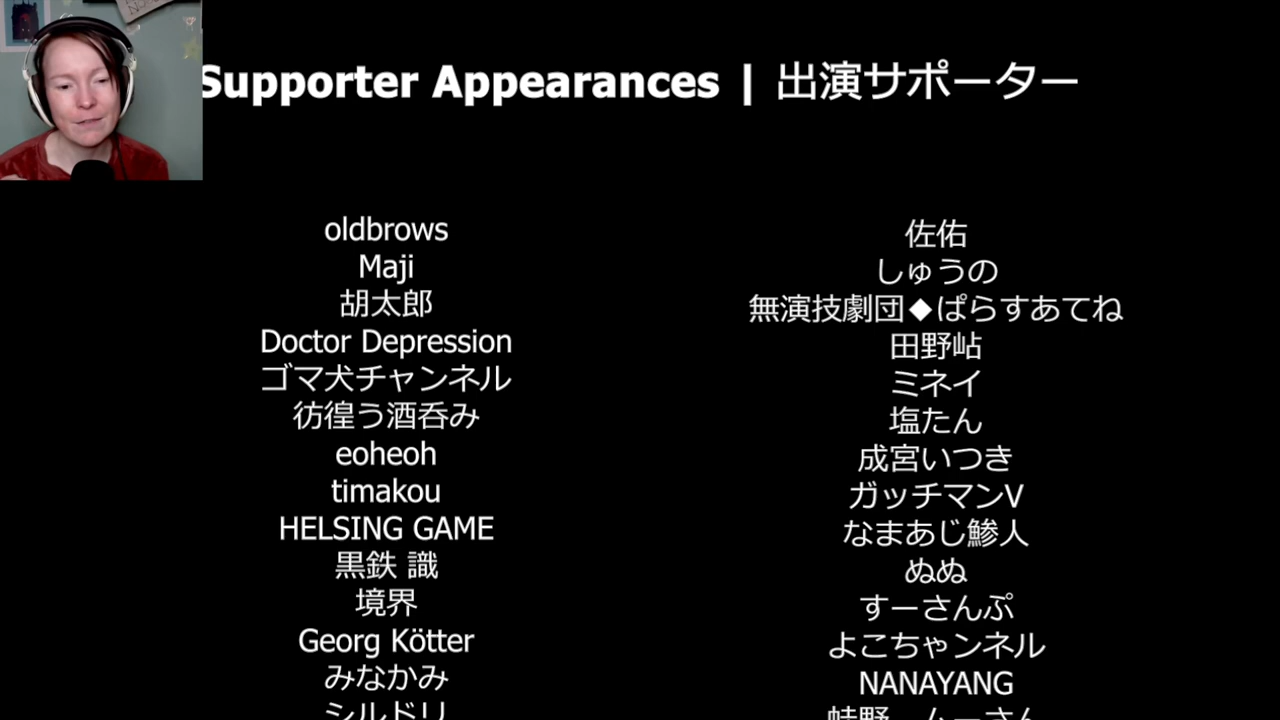 Supporter Appearances | 出演サポーター
oldbrows
Maji
胡太郎
Doctor Depression
ゴマ犬チャンネル
彷徨う酒呑み
eoheoh
timakou
HELSING GAME
黒鉄 識
境界
Georg Kötter
みなかみ
シルドリ
佐佑
しゅうの
無演技劇団◆ぱらすあてね
田野岾
ミネイ
塩たん
成宮いつき
ガッチマンV
なまあじ鯵人
ぬぬ
すーさんぷ
よこちゃンネル
NANAYANG